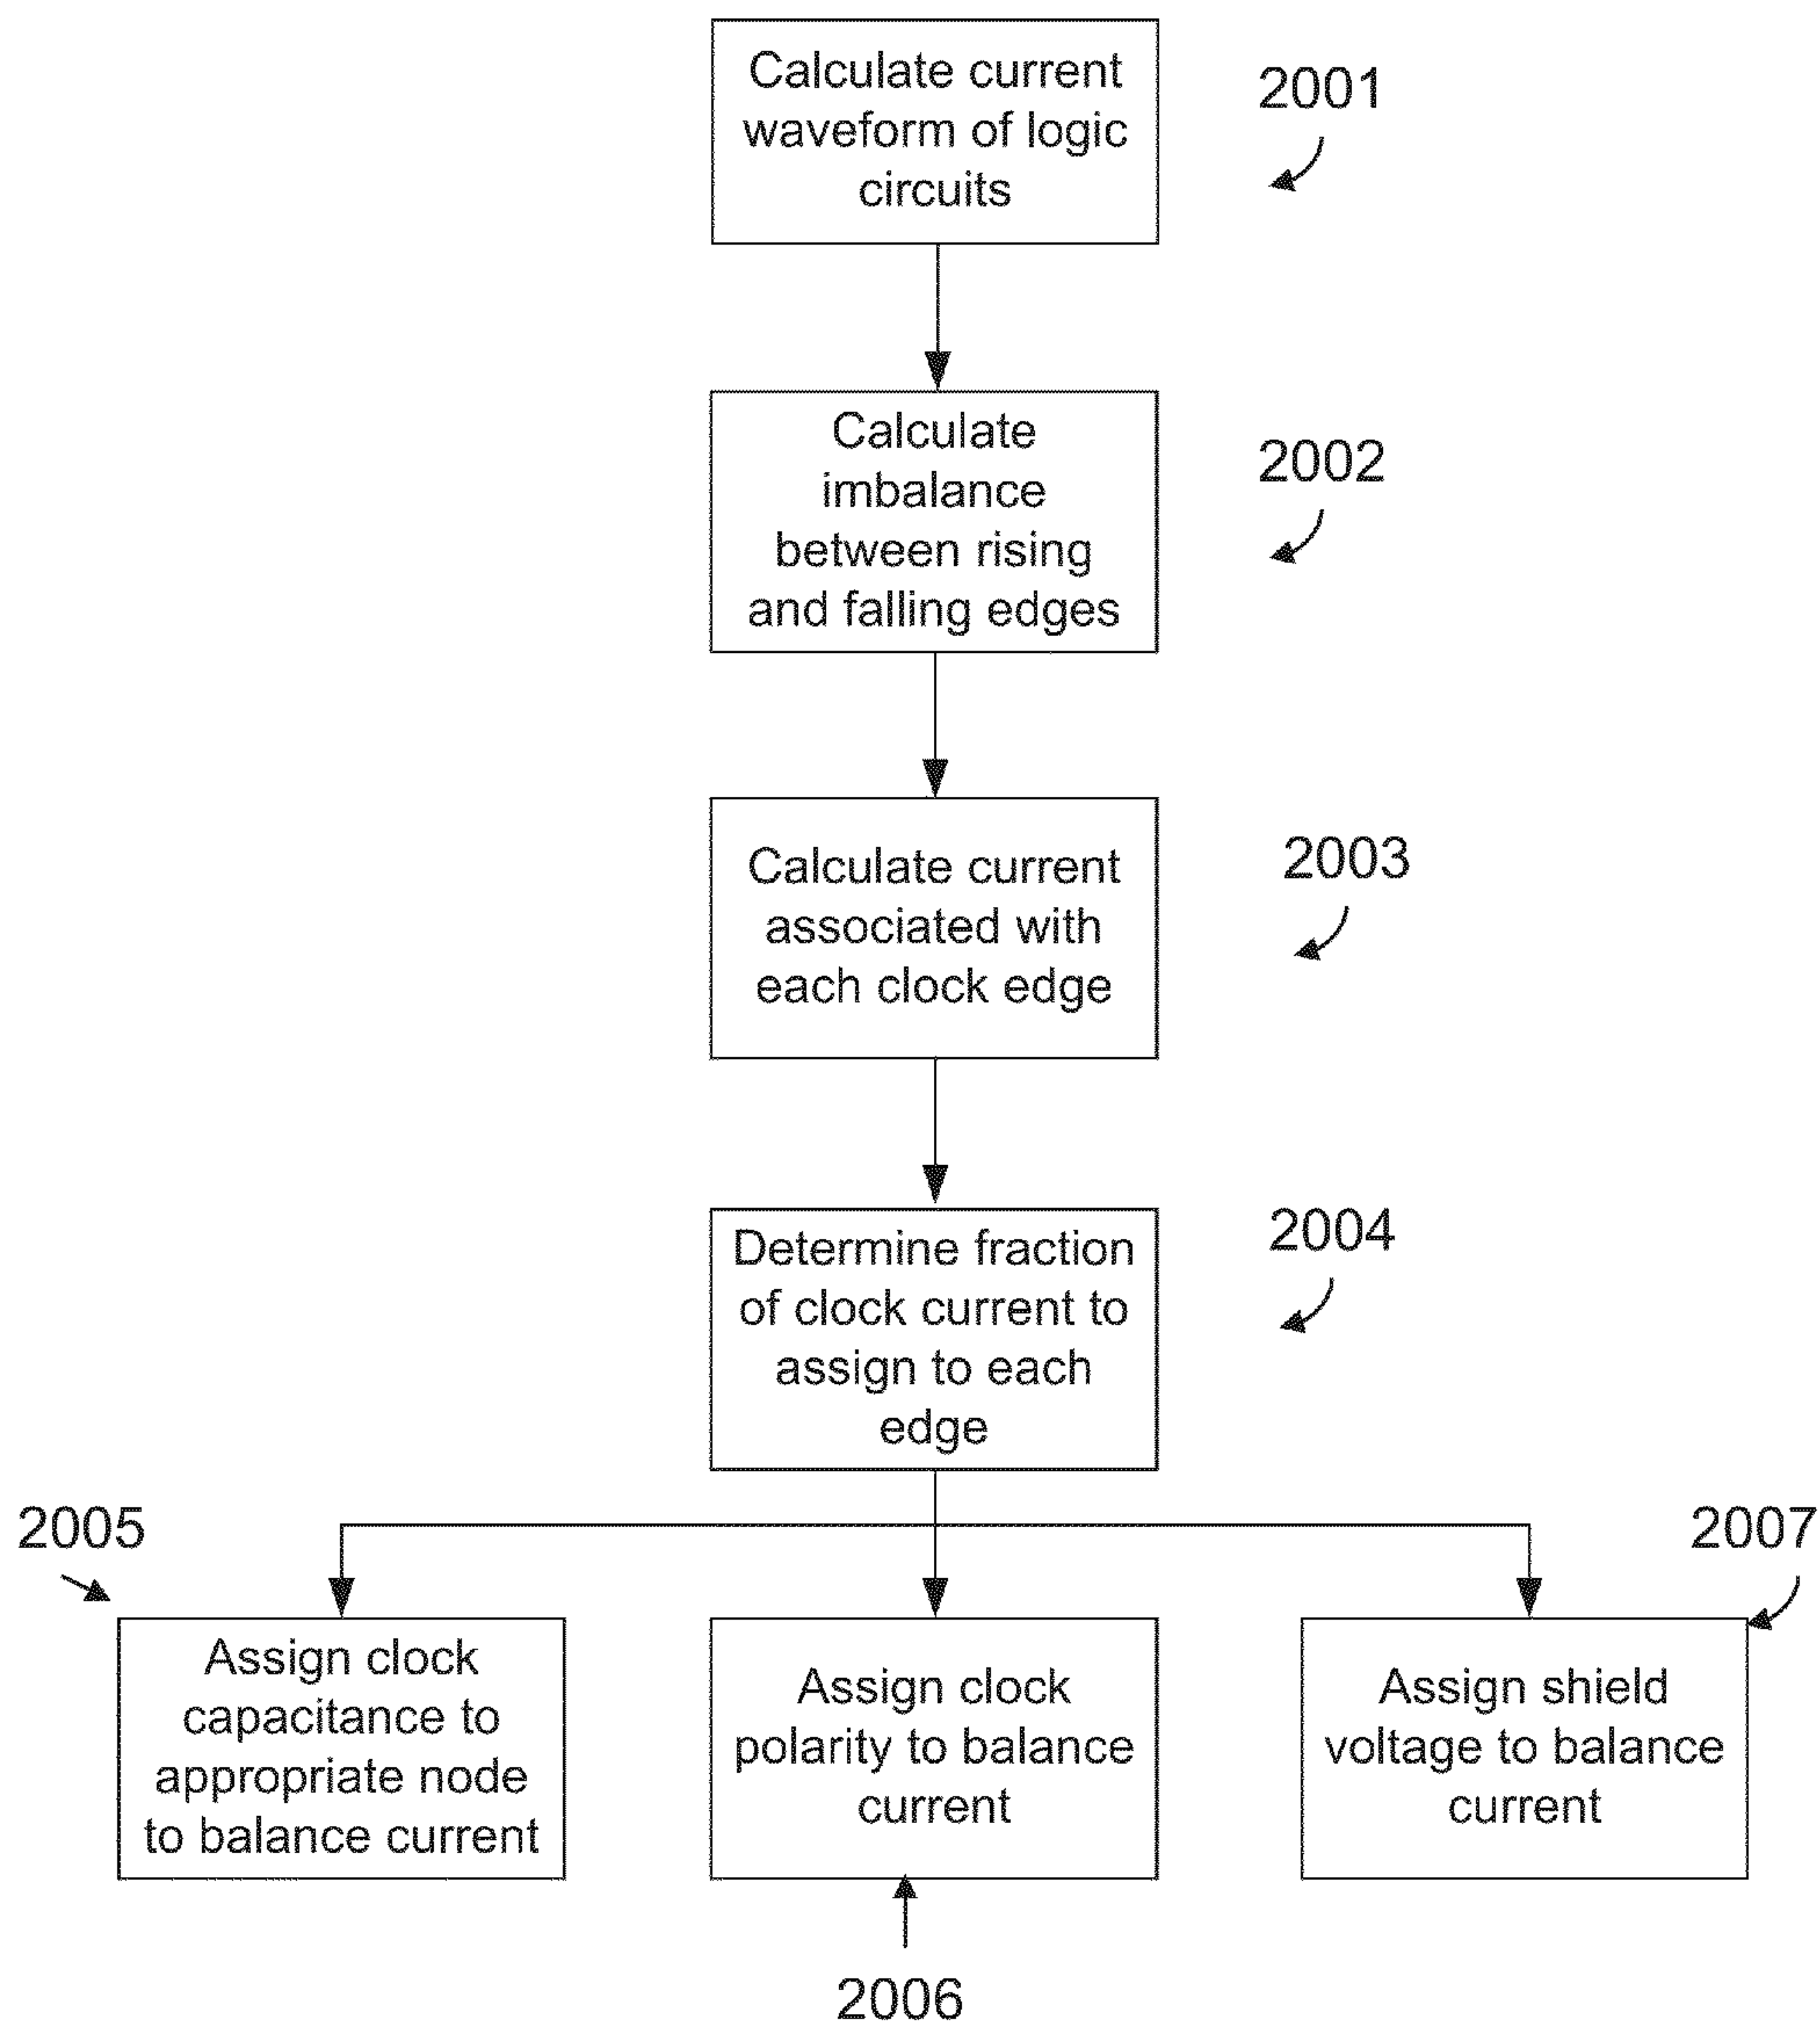 Calculate current
waveform of logic
circuits
2001
Calculate
imbalance
between rising
and falling edges
2002
Calculate current
associated with
each clock edge
2003
Determine fraction
of clock current to
assign to each
edge
2004
2005
Assign clock
capacitance to
appropriate node
to balance current
Assign clock
polarity to balance
current
2006
2007
Assign shield
voltage to balance
current